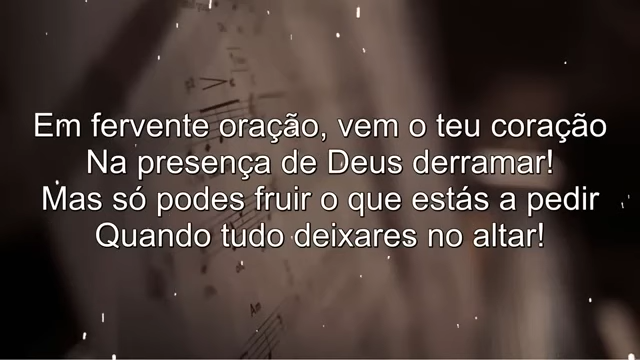 Em fervente oração, vem o teu coração
Na presença de Deus derramar!
Mas só podes fruir o que estás a pedir
Quando tudo deixares no altar!
Am